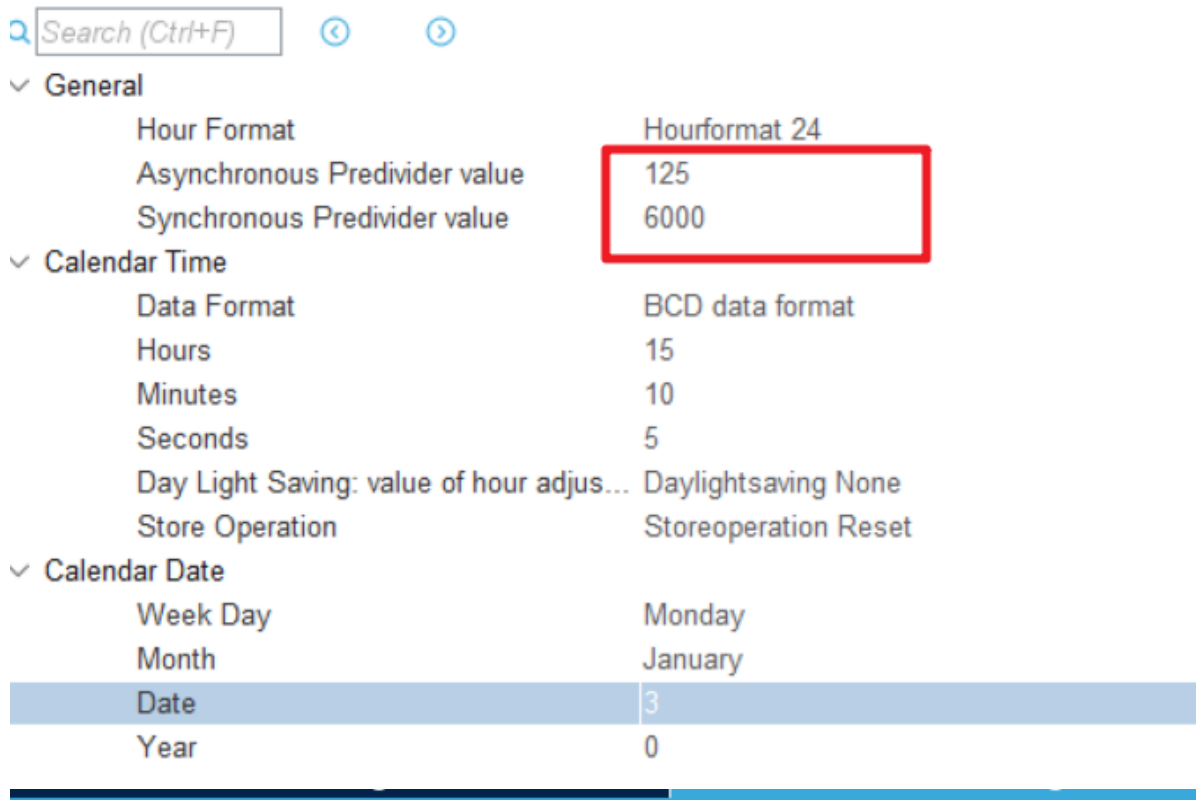 Search (Ctrl+F)
General
Hour Format Hourformat 24
Asynchronous Predivider value 125
Synchronous Predivider value 6000
Calendar Time
Data Format BCD data format
Hours 15
Minutes 10
Seconds 5
Day Light Saving: value of hour adjus... Daylightsaving None
Store Operation Storeoperation Reset
Calendar Date
Week Day Monday
Month January
Date 3
Year 0